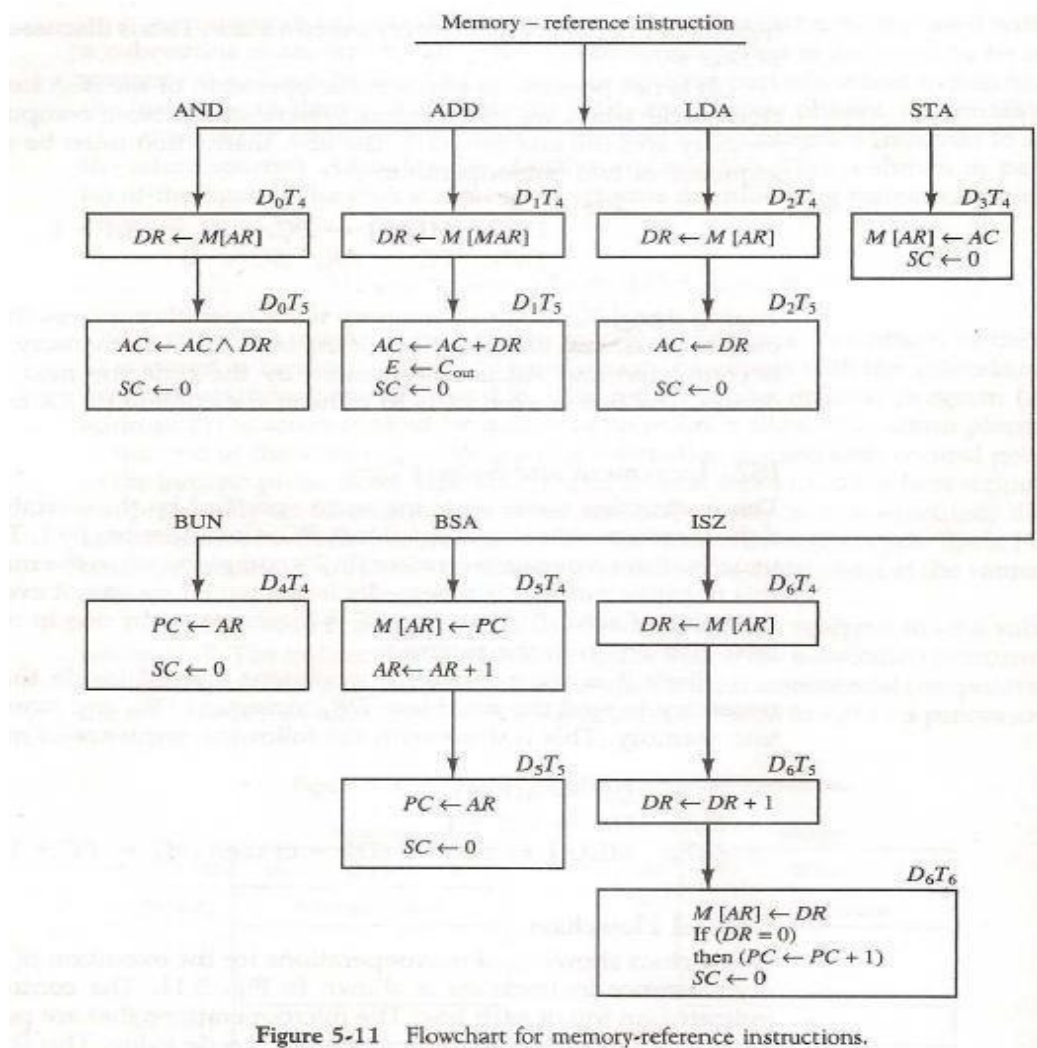 Memory – reference instruction
AND
ADD
LDA
STA
D₀T₄
D₁T₄
D₂T₄
D₃T₄
DR ← M[AR]
DR ← M [MAR]
DR ← M [AR]
M [AR] ← AC
SC ← 0
D₀T₅
D₁T₅
D₂T₅
AC ← AC ∧ DR
SC ← 0
AC ← AC + DR
E ← Cout
SC ← 0
AC ← DR
SC ← 0
BUN
BSA
ISZ
D₄T₄
D₅T₄
D₆T₄
PC ← AR
SC ← 0
M [AR] ← PC
AR ← AR + 1
DR ← M [AR]
D₅T₅
D₆T₅
PC ← AR
SC ← 0
DR ← DR + 1
D₆T₆
M [AR] ← DR
If (DR = 0)
then (PC ← PC + 1)
SC ← 0
Figure 5-11 Flowchart for memory-reference instructions.